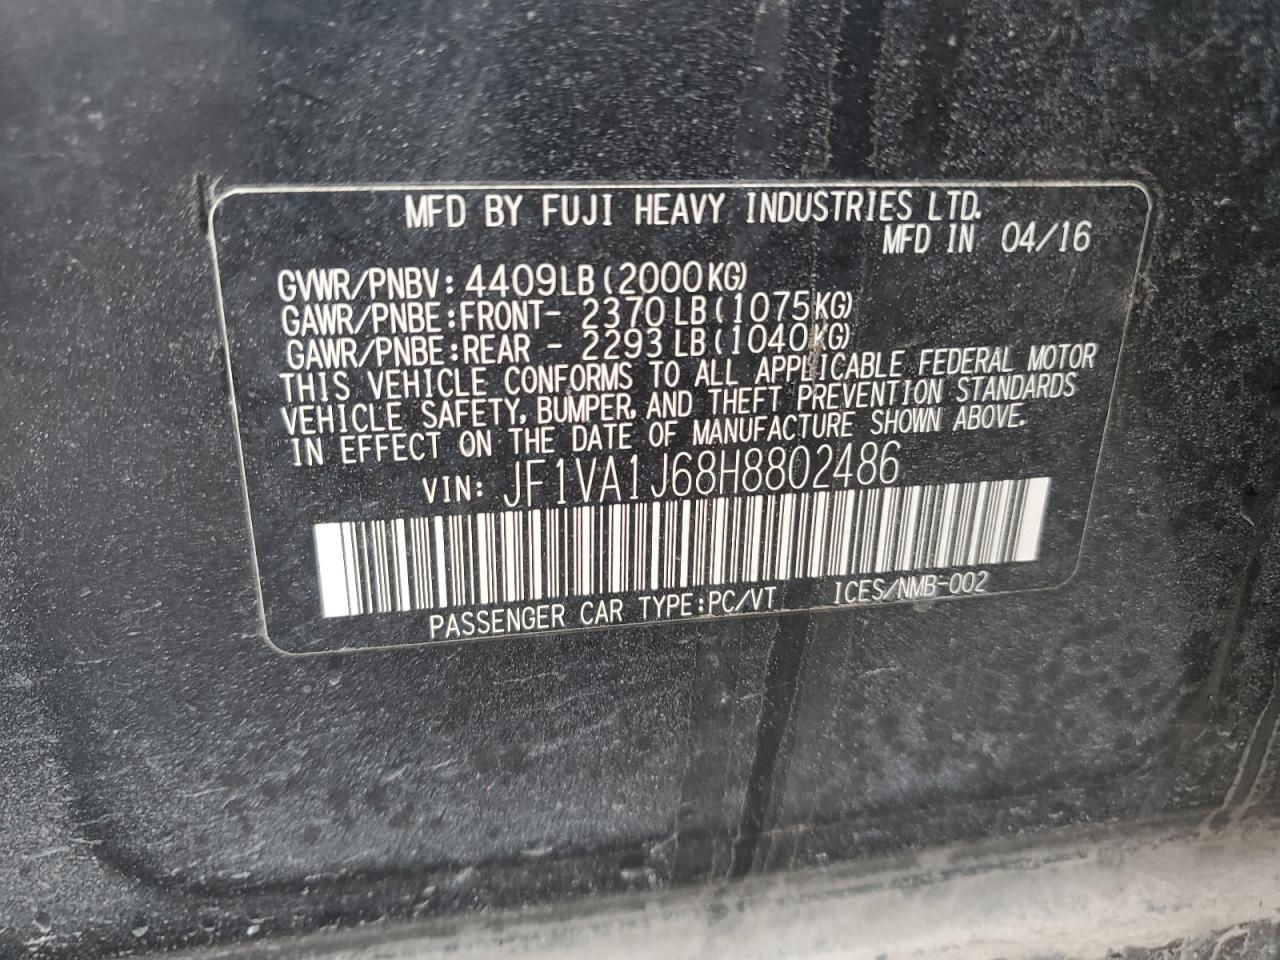 MFD BY FUJI HEAVY INDUSTRIES LTD.
MFD IN 04/16
GVWR/PNBV: 4409LB (2000KG)
GAWR/PNBE:FRONT- 2370LB (1075KG)
GAWR/PNBE:REAR - 2293LB (1040KG)
THIS VEHICLE CONFORMS TO ALL APPLICABLE FEDERAL MOTOR
VEHICLE SAFETY, BUMPER, AND THEFT PREVENTION STANDARDS
IN EFFECT ON THE DATE OF MANUFACTURE SHOWN ABOVE.
VIN: JF1VA1J68H8802486
PASSENGER CAR TYPE:PC/VT ICES/NMB-002